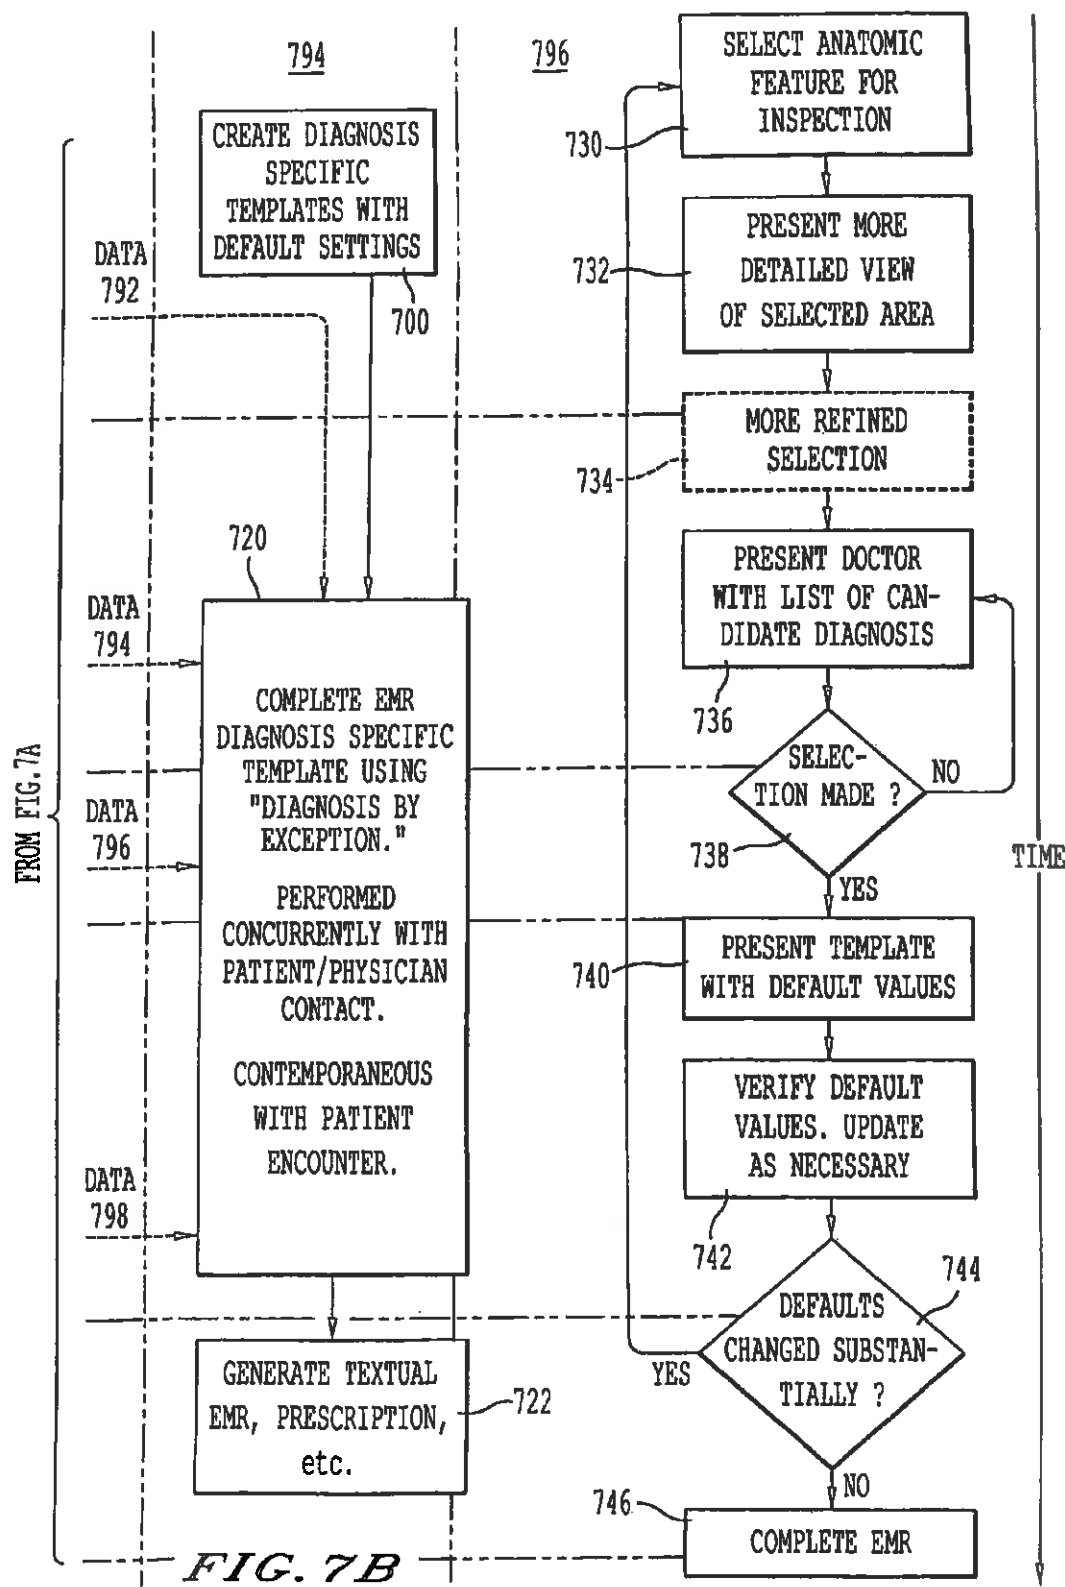 794
796
SELECT ANATOMIC
FEATURE FOR
INSPECTION
730
CREATE DIAGNOSIS
SPECIFIC
TEMPLATES WITH
DEFAULT SETTINGS
700
DATA
792
PRESENT MORE
DETAILED VIEW
OF SELECTED AREA
732
MORE REFINED
SELECTION
734
720
PRESENT DOCTOR
WITH LIST OF CAN-
DIDATE DIAGNOSIS
736
DATA
794
COMPLETE EMR
DIAGNOSIS SPECIFIC
TEMPLATE USING
"DIAGNOSIS BY
EXCEPTION."
PERFORMED
CONCURRENTLY WITH
PATIENT/PHYSICIAN
CONTACT.
CONTEMPORANEOUS
WITH PATIENT
ENCOUNTER.
SELEC-
TION MADE ?
NO
738
YES
FROM FIG.7A
DATA
796
TIME
PRESENT TEMPLATE
WITH DEFAULT VALUES
740
VERIFY DEFAULT
VALUES. UPDATE
AS NECESSARY
742
DATA
798
DEFAULTS
CHANGED SUBSTAN-
TIALLY ?
744
YES
NO
GENERATE TEXTUAL
EMR, PRESCRIPTION,
etc.
722
746
COMPLETE EMR
FIG. 7B